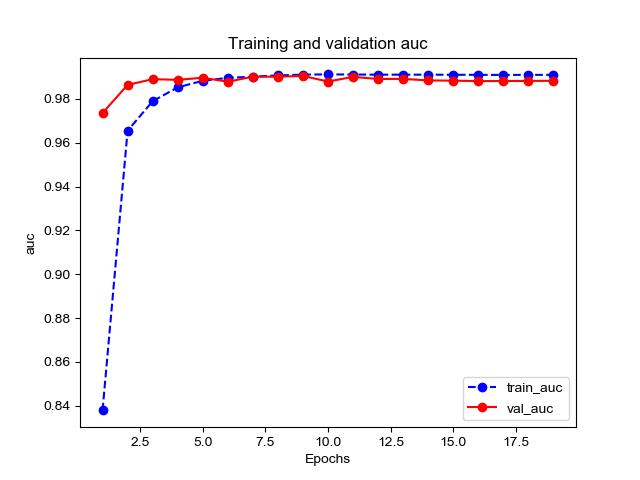 Training and validation auc
auc
0.98
0.96
0.94
0.92
0.90
0.88
0.86
0.84
train_auc
val_auc
2.5 5.0 7.5 10.0 12.5 15.0 17.5
Epochs